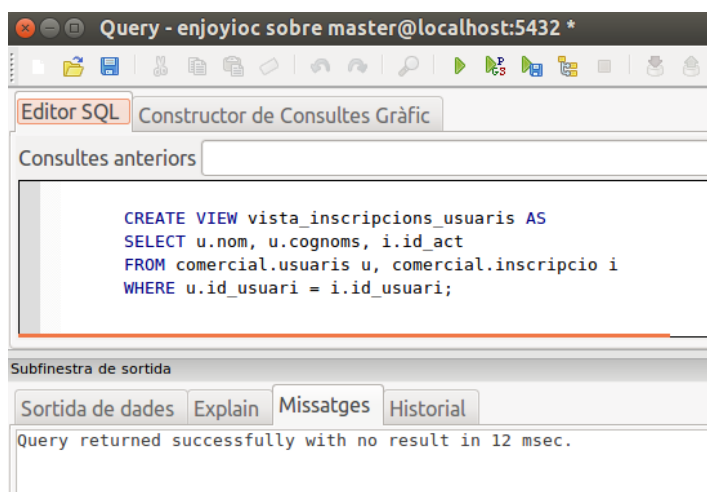 Query - enjoyioc sobre master@localhost:5432 *
Editor SQL Constructor de Consultes Gràfic
Consultes anteriors
CREATE VIEW vista_inscripcions_usuaris AS
SELECT u.nom, u.cognoms, i.id_act
FROM comercial.usuaris u, comercial.inscripcio i
WHERE u.id_usuari = i.id_usuari;
Subfinestra de sortida
Sortida de dades Explain Missatges Historial
Query returned successfully with no result in 12 msec.